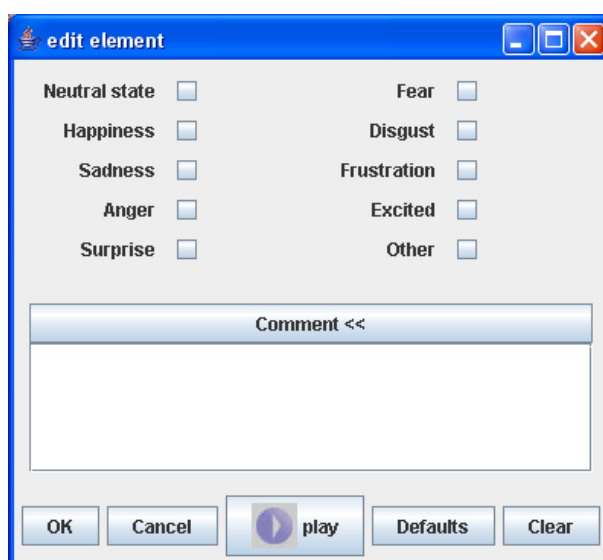 edit element
Neutral state Fear
Happiness Disgust
Sadness Frustration
Anger Excited
Surprise Other
Comment <<
OK Cancel play Defaults Clear